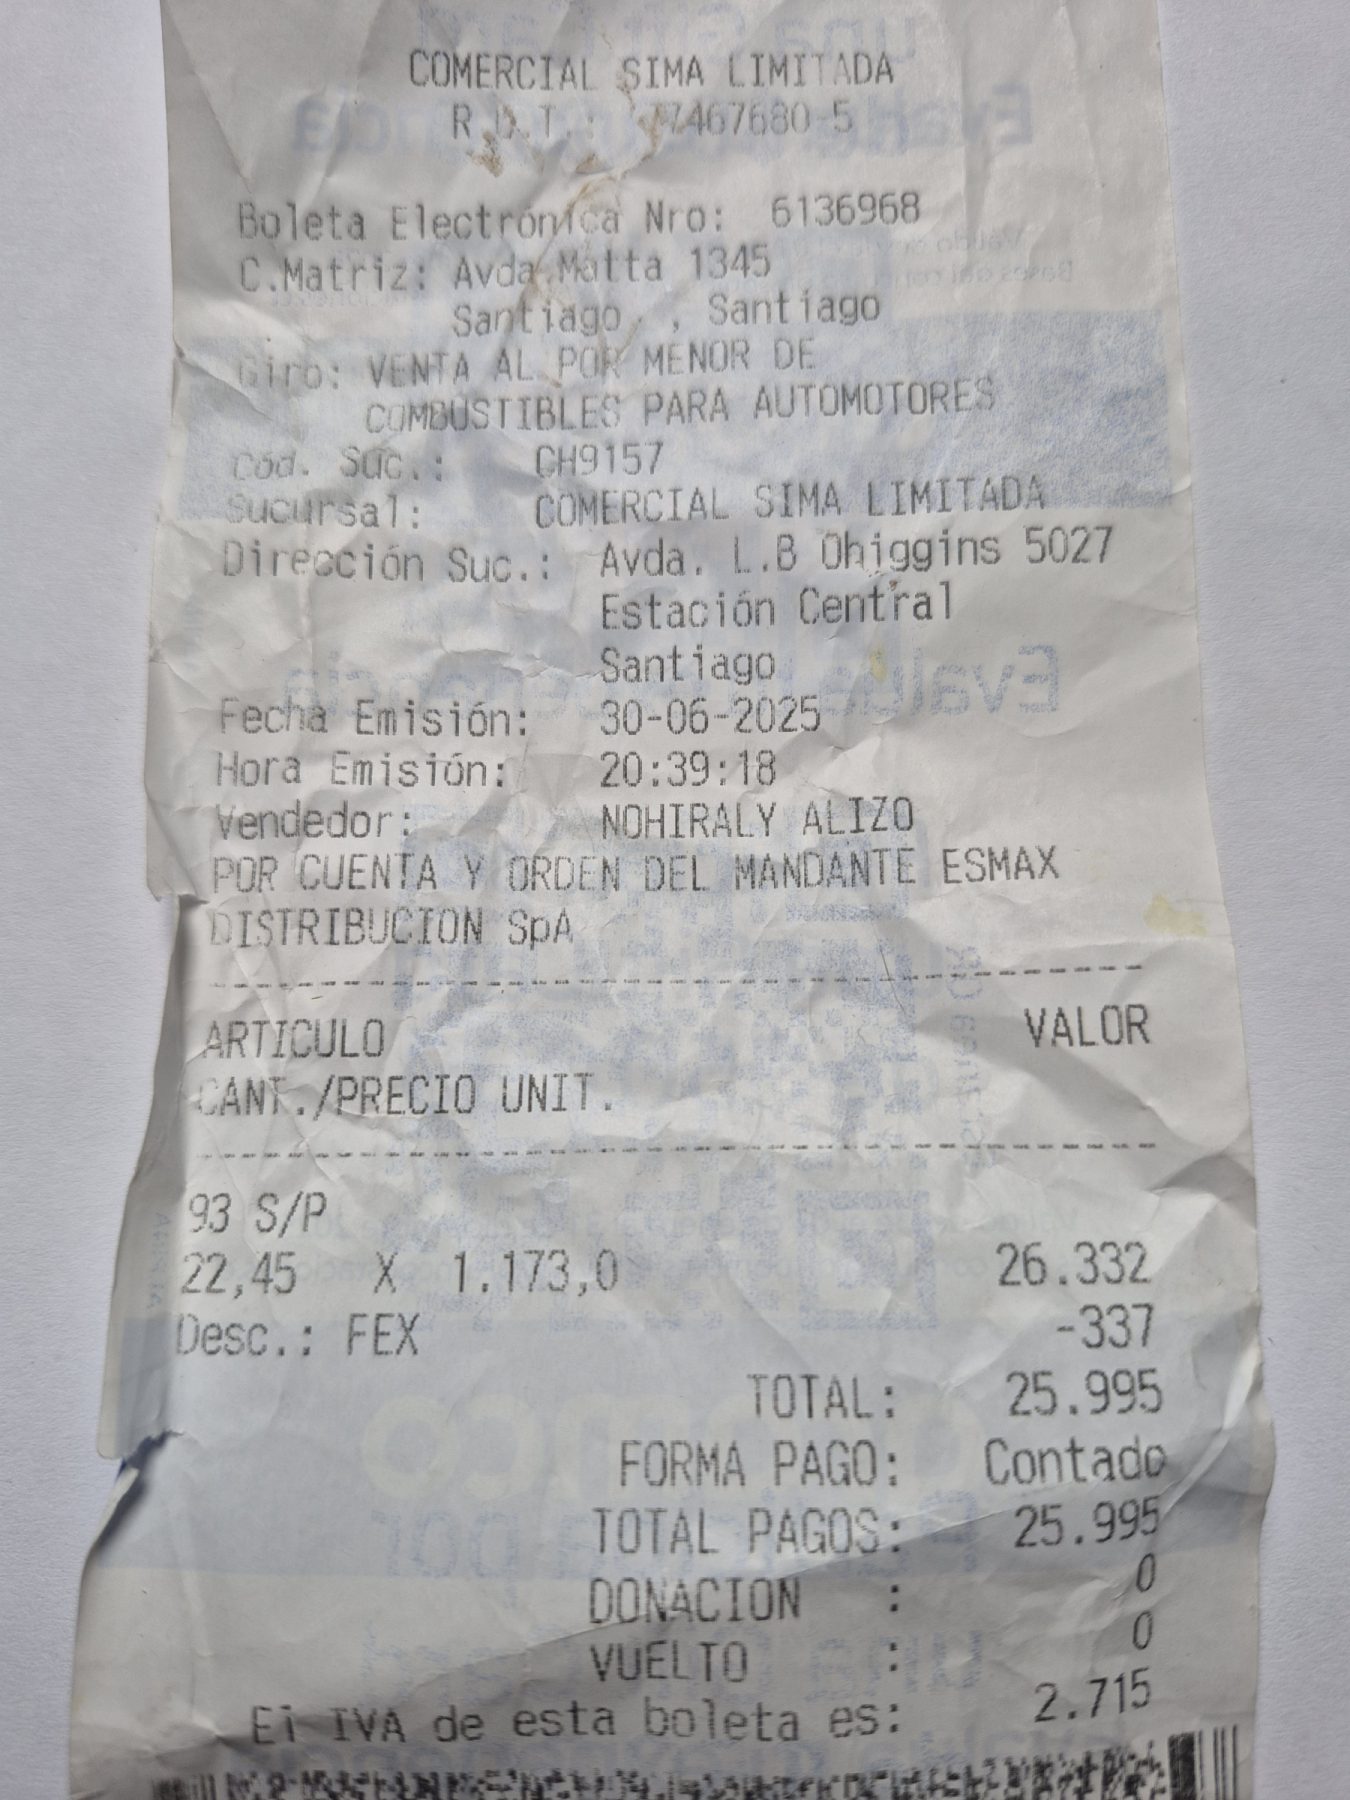 COMERCIAL SIMA LIMITADA
R.U.T.: 77467680-5
Boleta Electrónica Nro: 6136968
C.Matriz: Avda.Matta 1345
Santiago , Santiago
Giro: VENTA AL POR MENOR DE
COMBUSTIBLES PARA AUTOMOTORES
Cód. Suc.: CH9157
Sucursal: COMERCIAL SIMA LIMITADA
Dirección Suc.: Avda. L.B Ohiggins 5027
Estación Central
Santiago
Fecha Emisión: 30-06-2025
Hora Emisión: 20:39:18
Vendedor: NOHIRALY ALIZO
POR CUENTA Y ORDEN DEL MANDANTE ESMAX
DISTRIBUCION SpA
ARTICULO VALOR
CANT./PRECIO UNIT.
93 S/P
22,45 X 1.173,0 26.332
Desc.: FEX -337
TOTAL: 25.995
FORMA PAGO: Contado
TOTAL PAGOS: 25.995
DONACION : 0
VUELTO : 0
El IVA de esta boleta es: 2.715